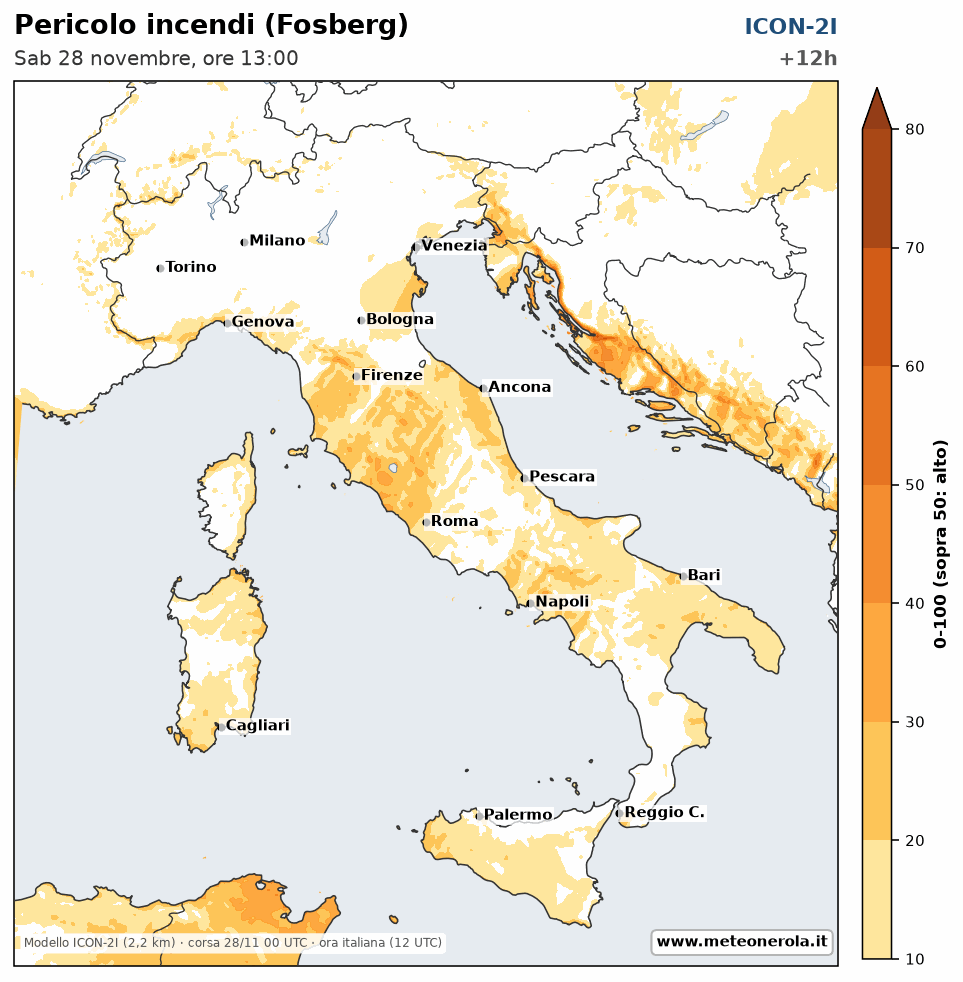 Pericolo incendi (Fosberg)
ICON-2I
Sab 28 novembre, ore 13:00
+12h
Milano
Venezia
Torino
Genova
Bologna
Firenze
Ancona
Pescara
Roma
Bari
Napoli
Cagliari
Palermo
Reggio C.
80
70
60
50
40
30
20
10
0-100 (sopra 50: alto)
Modello ICON-2I (2,2 km) · corsa 28/11 00 UTC · ora italiana (12 UTC)
www.meteonerola.it